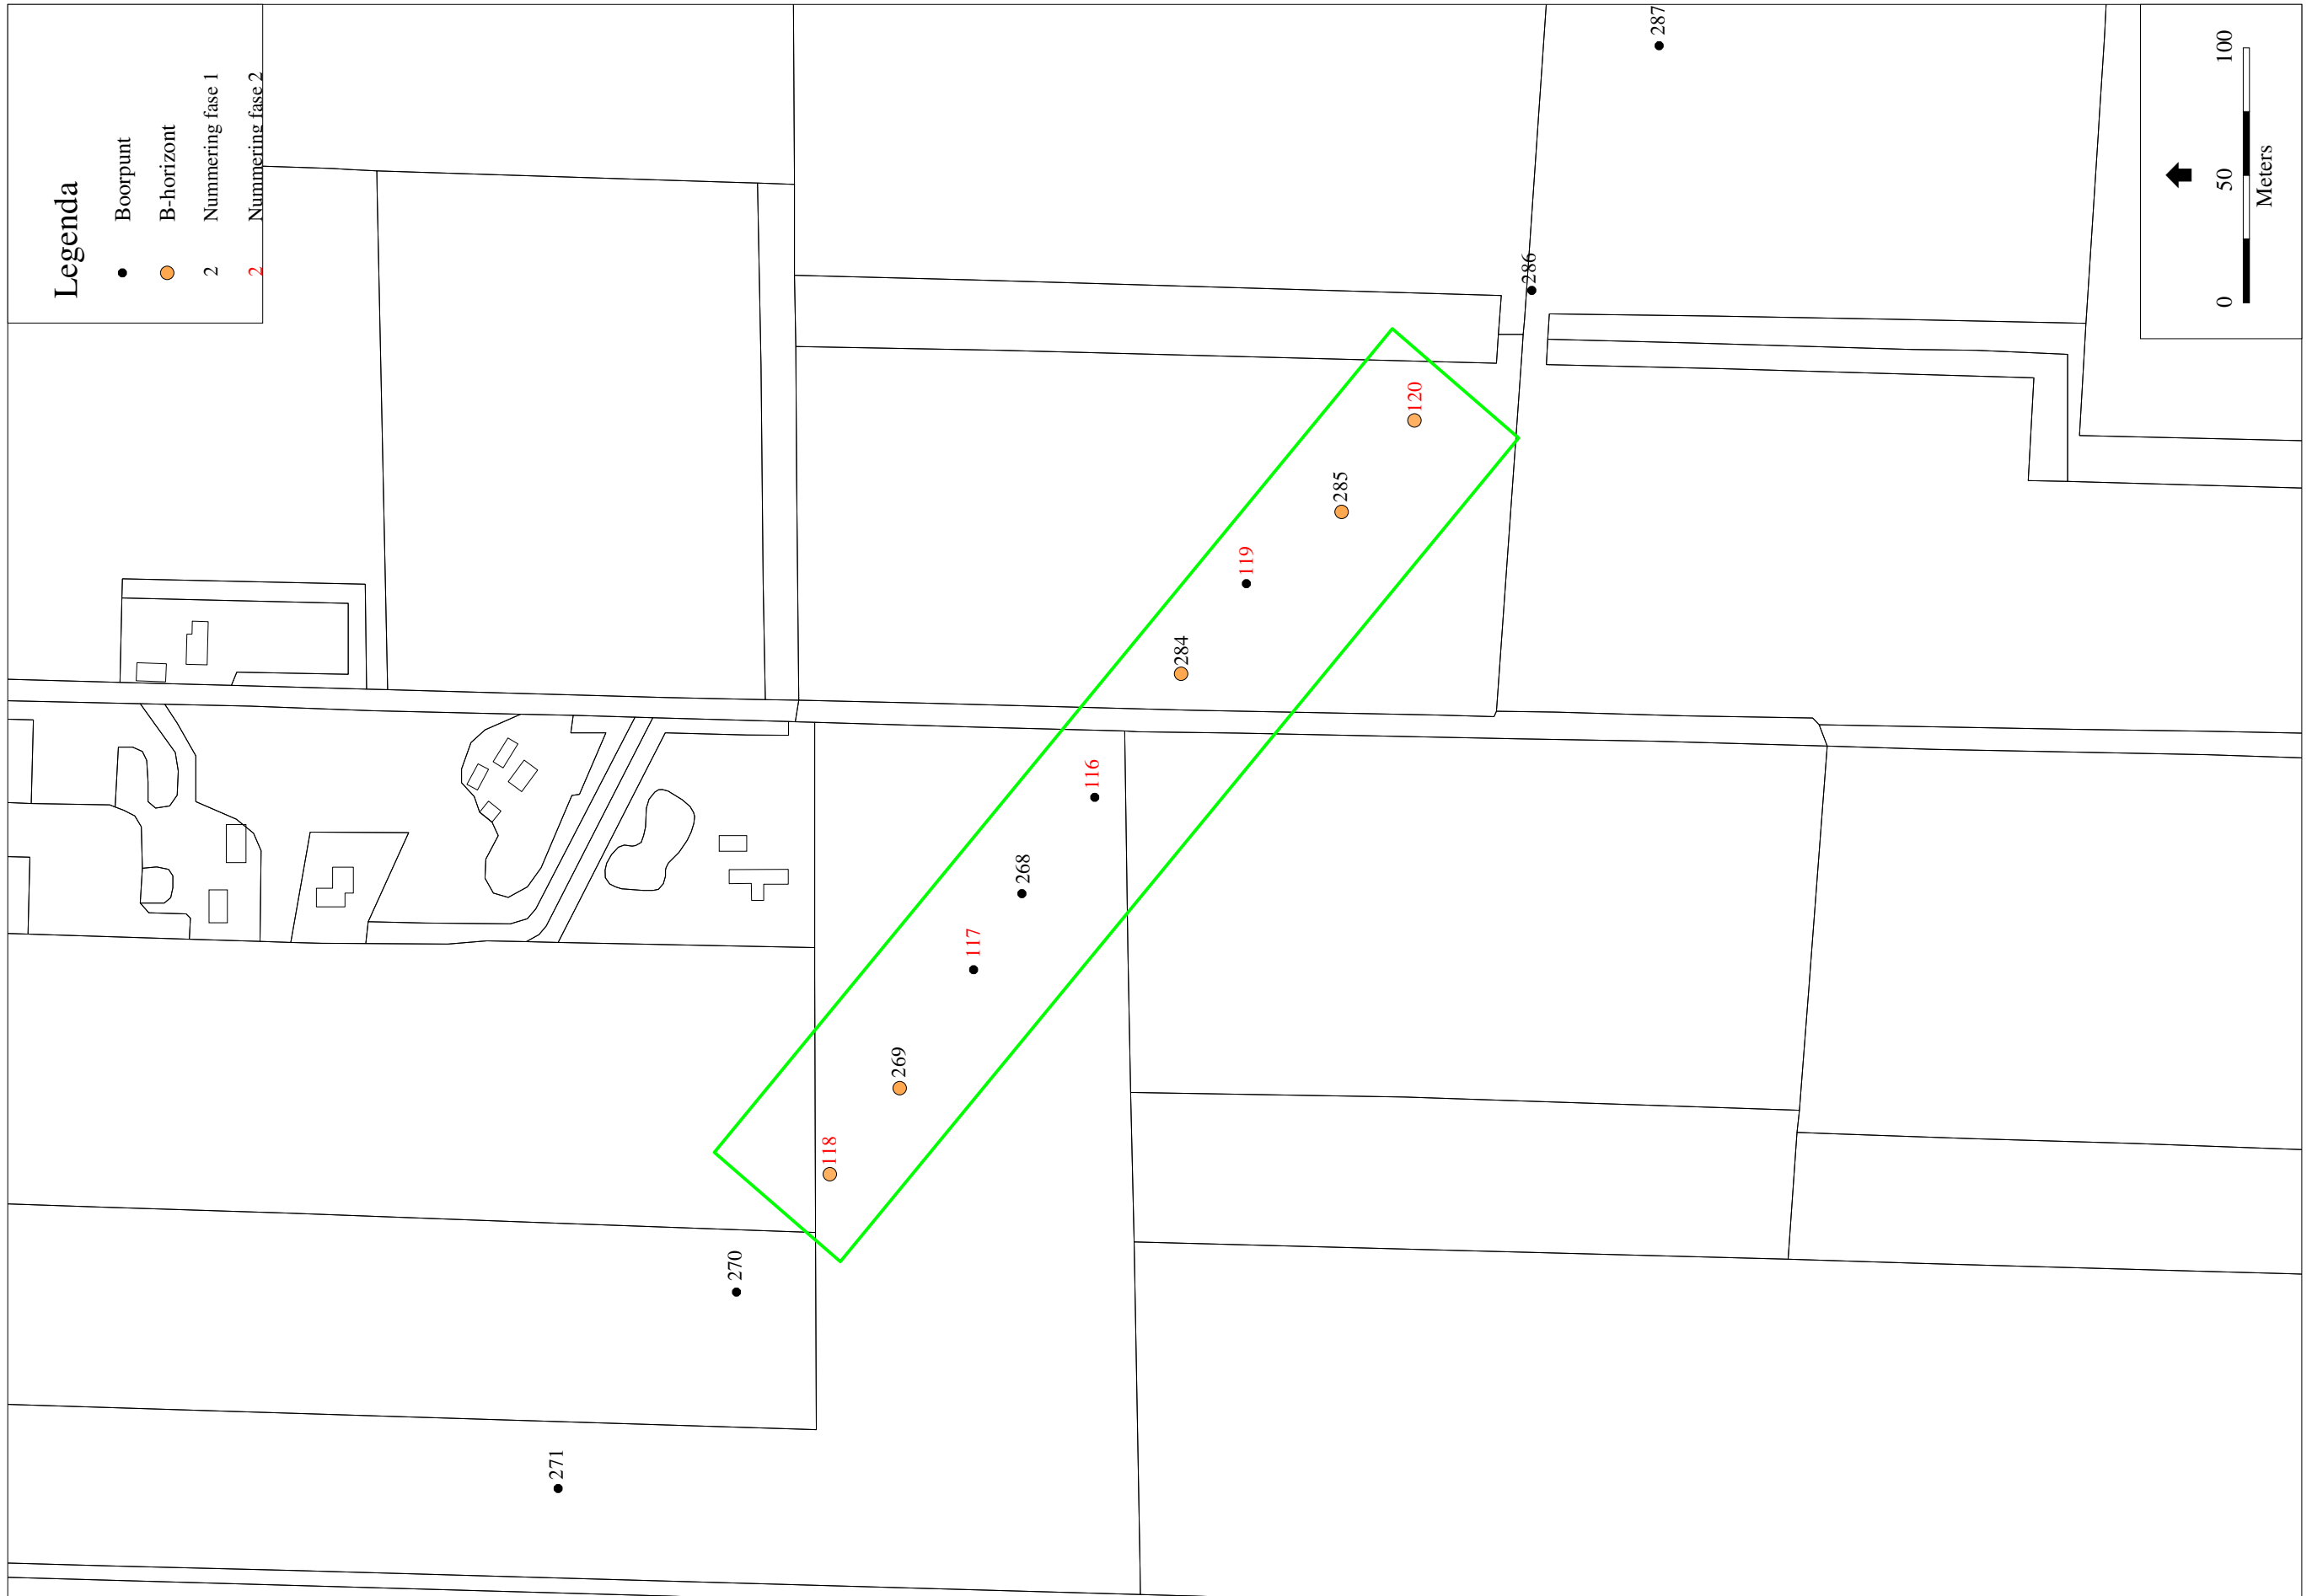 Legenda
Boorpunt
B-horizont
2 Nummering fase 1
2 Nummering fase 2
287
286
120
285
119
284
116
268
117
269
118
270
271
0 50 100
Meters